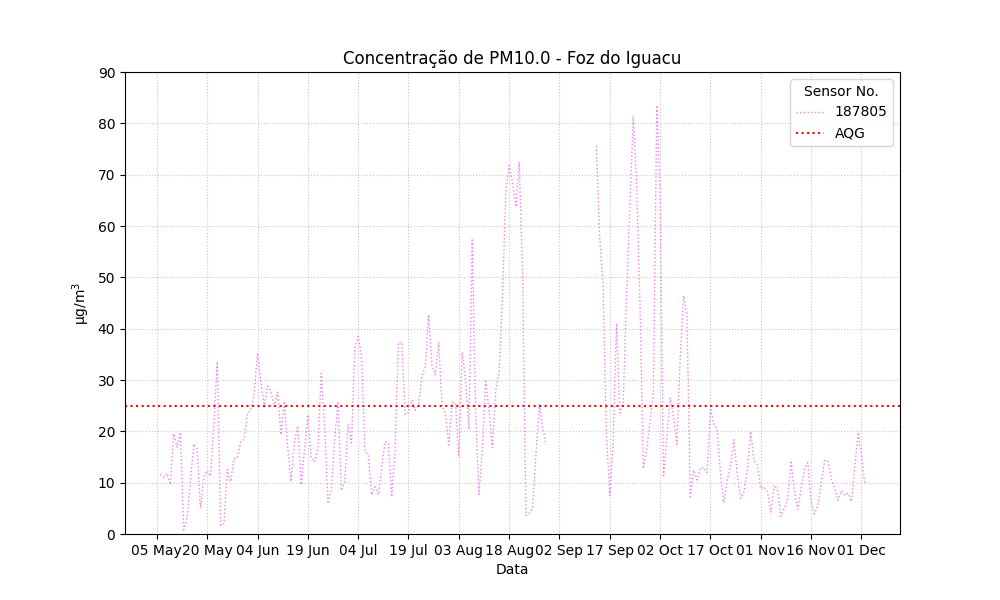 Concentração de PM10.0 - Foz do Iguacu
Sensor No.
187805
AQG
90
80
70
60
50
40
30
20
10
0
µg/m³
05 May 20 May 04 Jun 19 Jun 04 Jul 19 Jul 03 Aug 18 Aug 02 Sep 17 Sep 02 Oct 17 Oct 01 Nov 16 Nov 01 Dec
Data